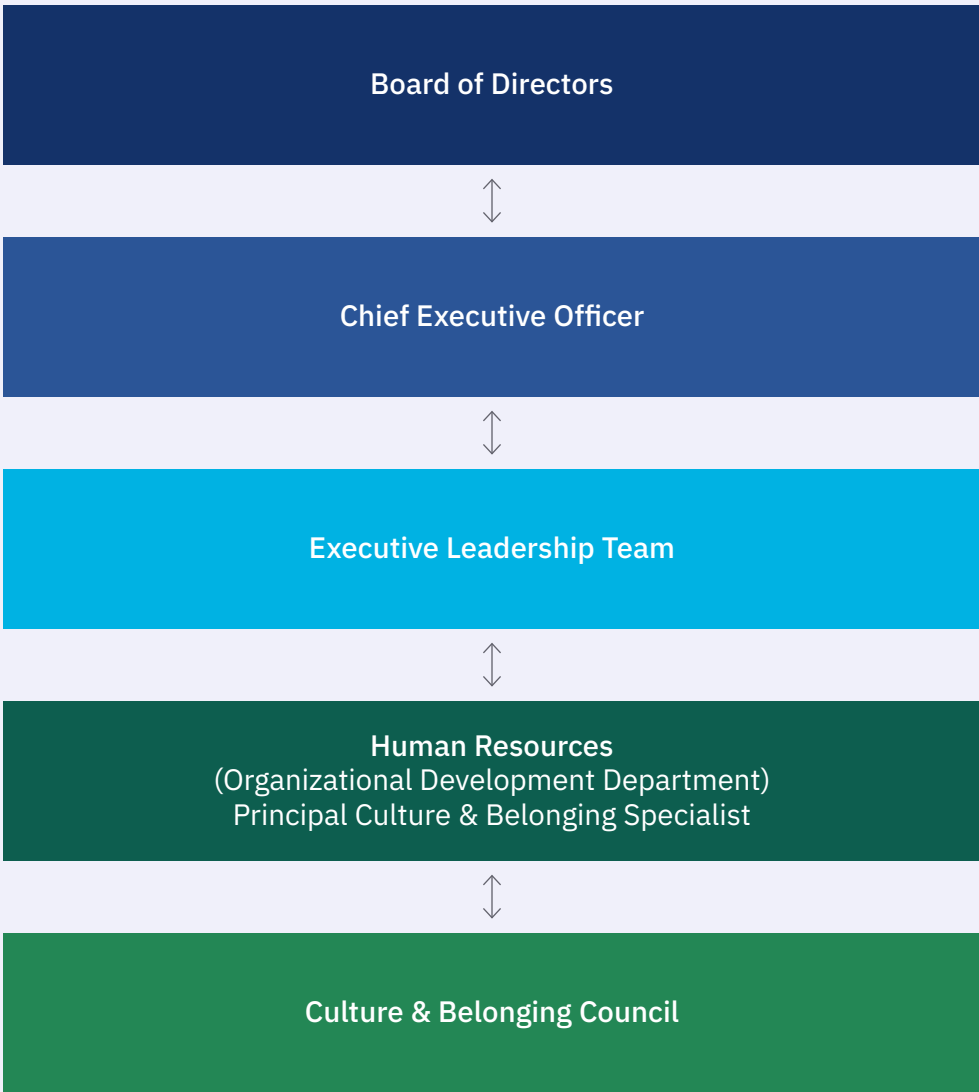 Board of Directors
Chief Executive Officer
Executive Leadership Team
Human Resources
(Organizational Development Department)
Principal Culture & Belonging Specialist
Culture & Belonging Council